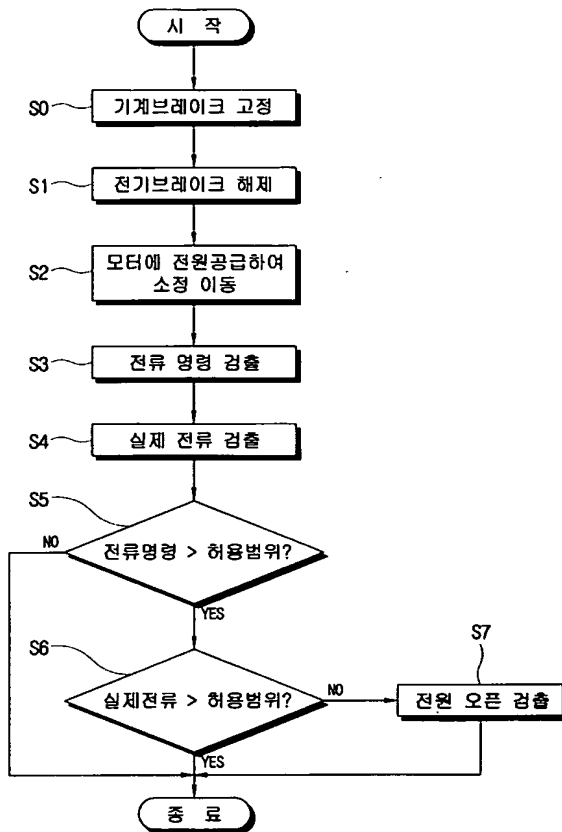 시 작
S0
기계브레이크 고정
S1
전기브레이크 해제
S2
모터에 전원공급하여
소정 이동
S3
전류 명령 검출
S4
실제 전류 검출
S5
전류명령 > 허용범위?
NO
YES
S6
실제전류 > 허용범위?
NO
YES
S7
전원 오픈 검출
종 료